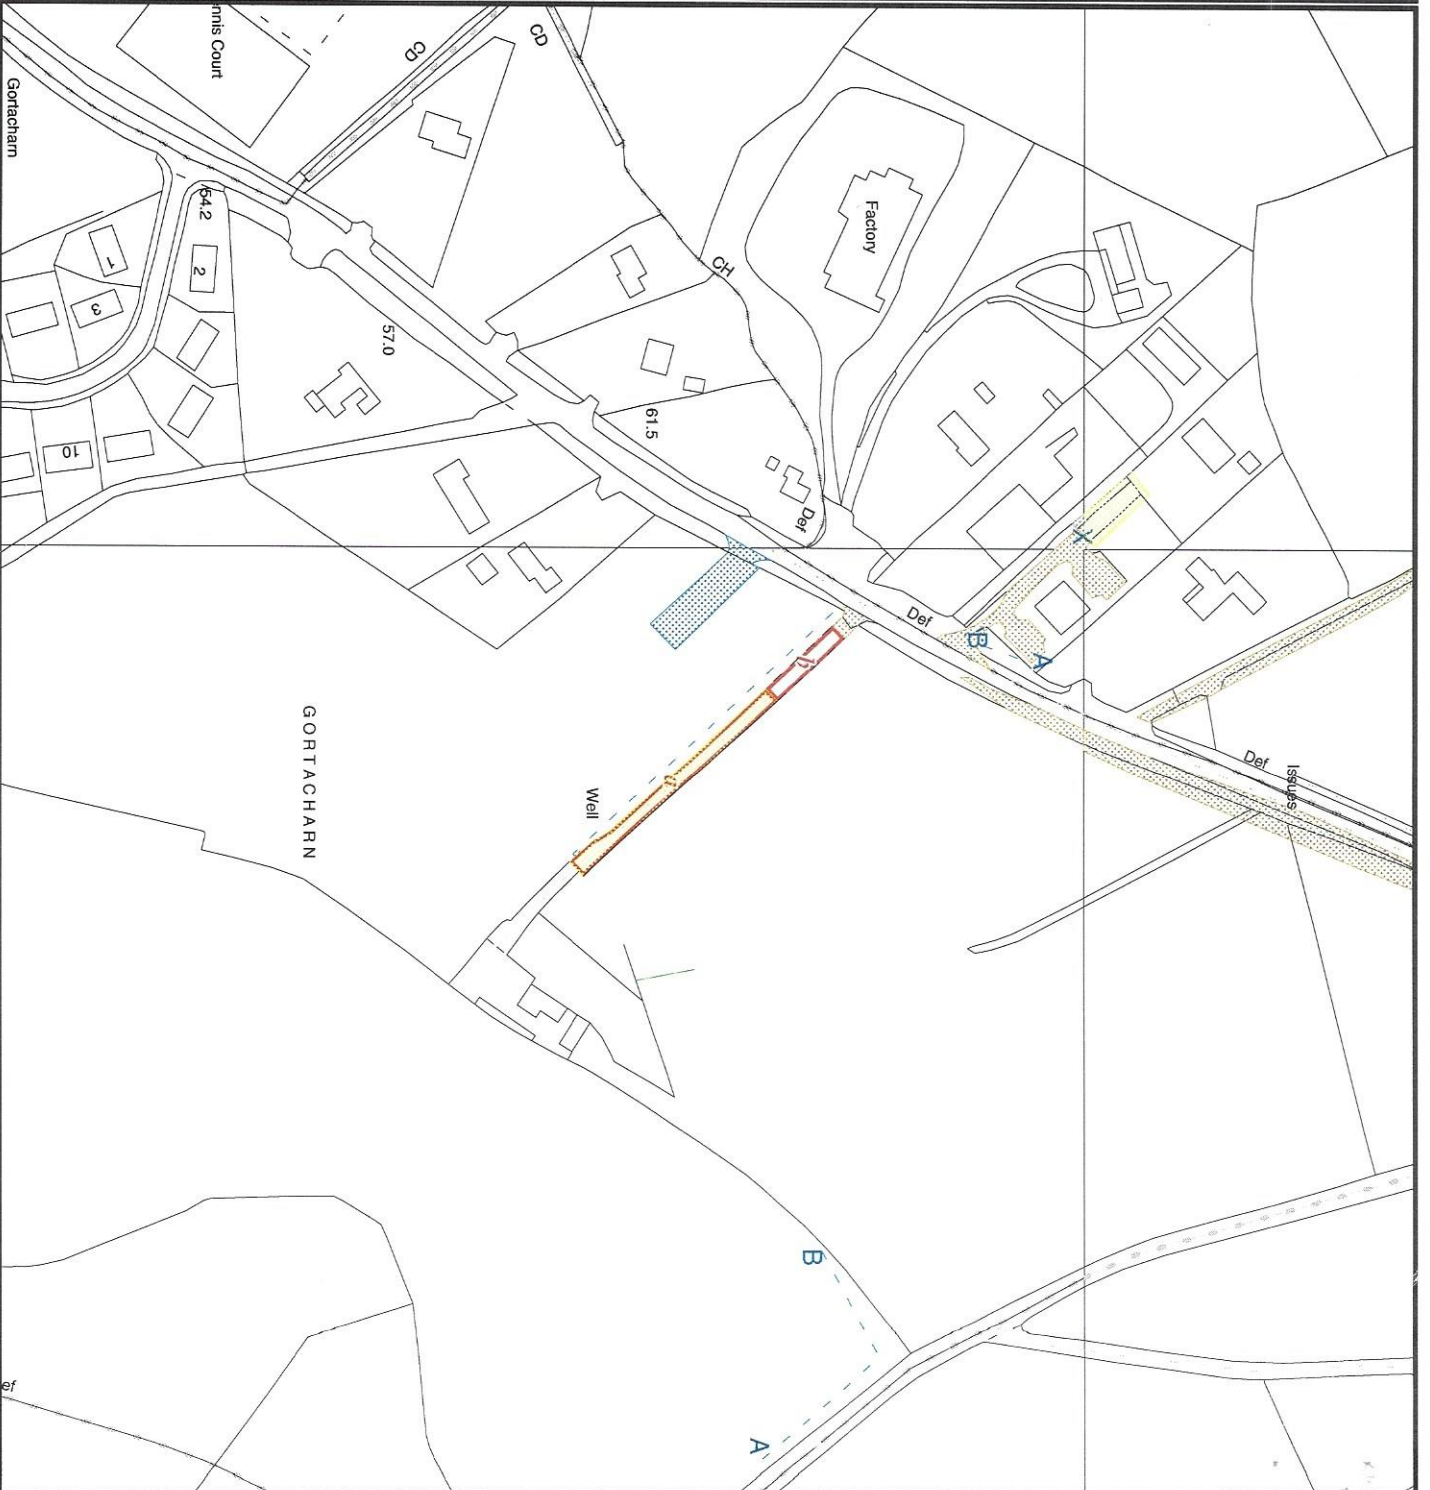 nnis Court
Gortacharn
CD
CD
54.2
1
2
3
10
57.0
CH
Factory
61.5
Def
Def
X
B
A
Def
Issues
GORTACHARN
Well
B
A
ef